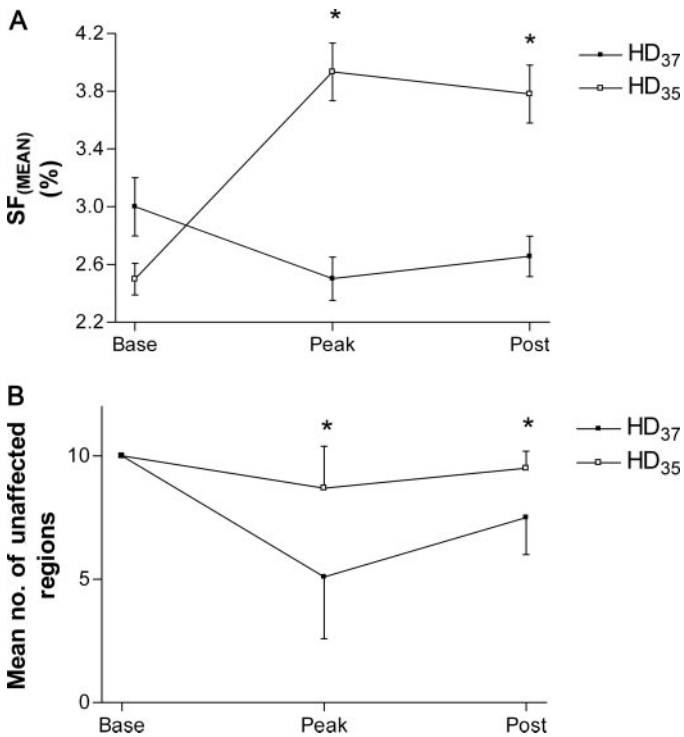 A
SF(MEAN)
(%)
4.2
3.8
3.4
3.0
2.6
2.2
Base
Peak
Post
*
*
HD37
HD35
B
Mean no. of unaffected
regions
10
5
0
Base
Peak
Post
*
*
HD37
HD35